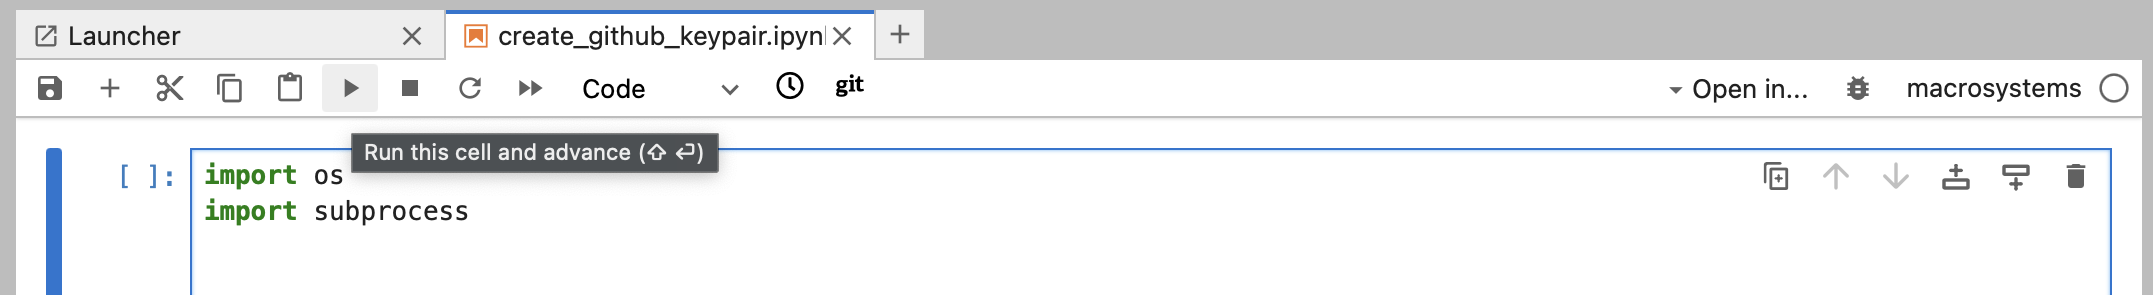 Launcher
create_github_keypair.ipyn
Code git Open in... macrosystems
Run this cell and advance (⇧ ⏎)
[ ]: import os
import subprocess